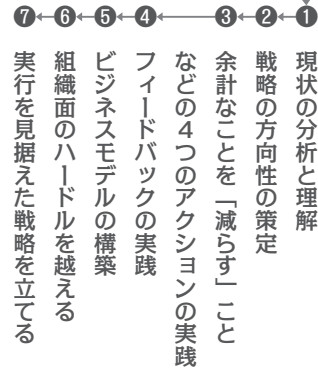 ❶現状の分析と理解
❷戦略の方向性の策定
❸余計なことを「減らす」こと
などの4つのアクションの実践
❹フィードバックの実践
❺ビジネスモデルの構築
❻組織面のハードルを越える
❼実行を見据えた戦略を立てる